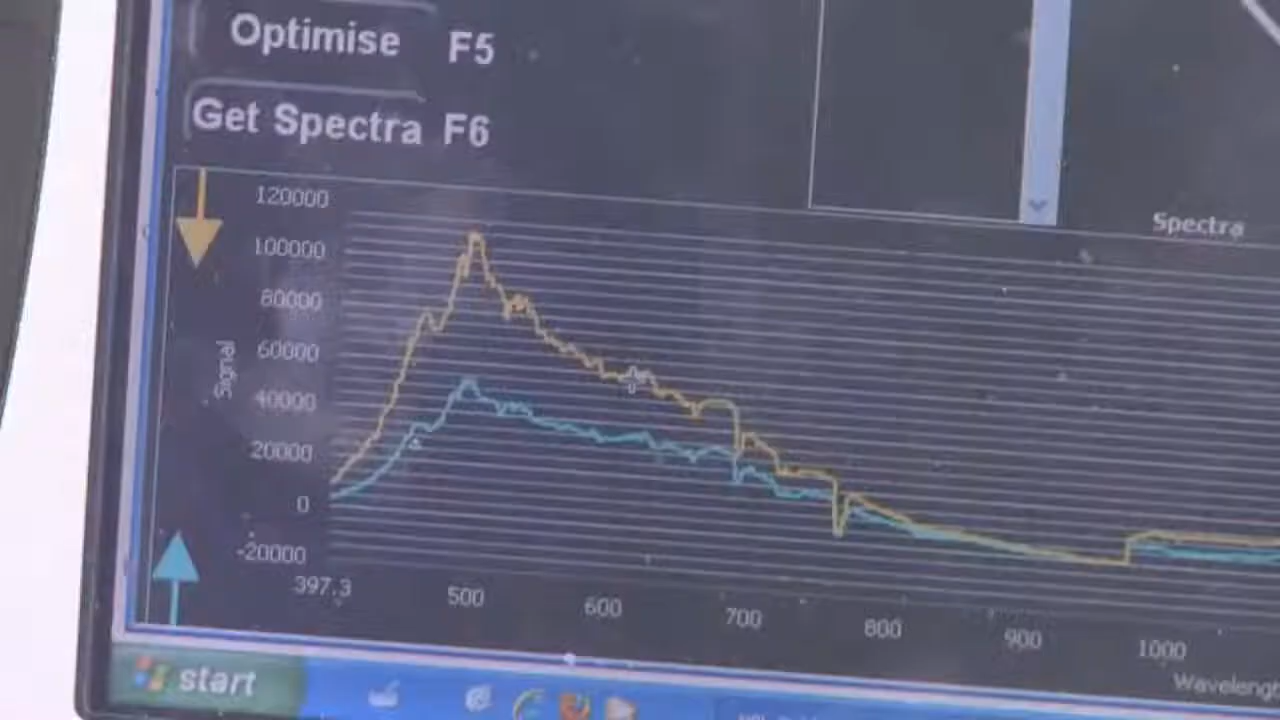 Optimise F5
Get Spectra F6
Spectra
120000
100000
80000
60000
40000
20000
0
-20000
Signal
397.3 500 600 700 800 900 1000
start